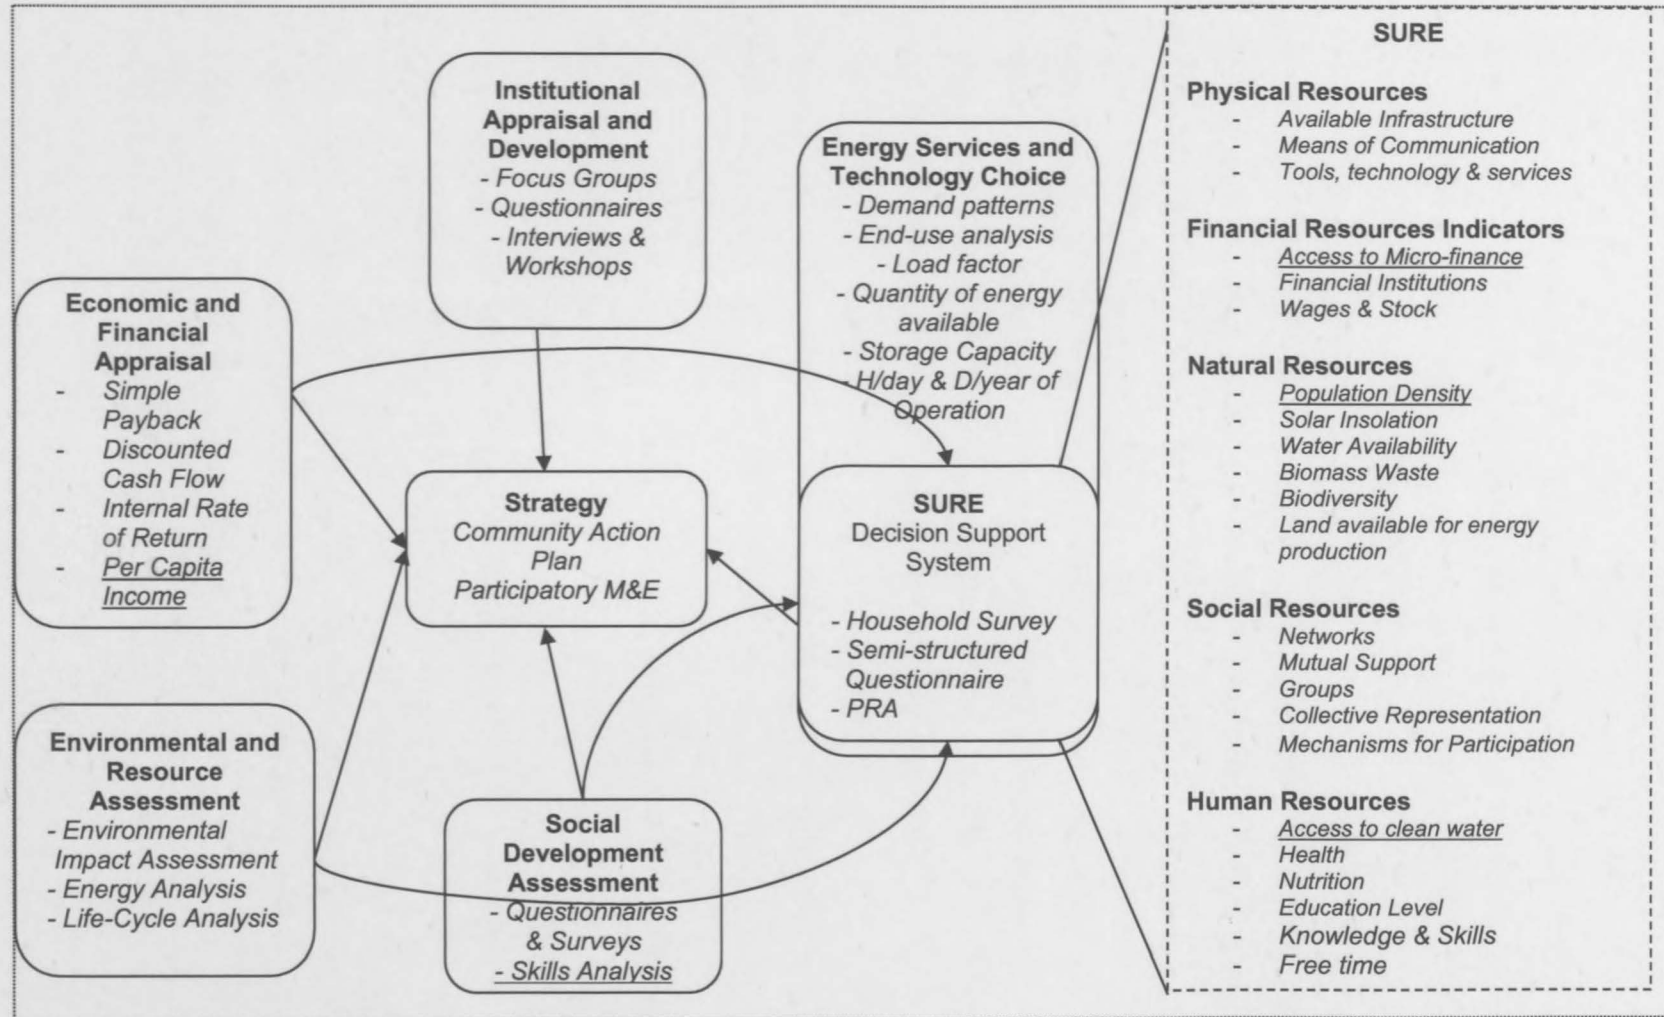 Institutional
Appraisal and
Development
- Focus Groups
- Questionnaires
- Interviews &
Workshops
Energy Services and
Technology Choice
- Demand patterns
- End-use analysis
- Load factor
- Quantity of energy
available
- Storage Capacity
- H/day & D/year of
Operation
Economic and
Financial
Appraisal
- Simple
Payback
- Discounted
Cash Flow
- Internal Rate
of Return
- Per Capita
Income
Strategy
Community Action
Plan
Participatory M&E
SURE
Decision Support
System
- Household Survey
- Semi-structured
Questionnaire
- PRA
Environmental and
Resource
Assessment
- Environmental
Impact Assessment
- Energy Analysis
- Life-Cycle Analysis
Social
Development
Assessment
- Questionnaires
& Surveys
- Skills Analysis
SURE
Physical Resources
- Available Infrastructure
- Means of Communication
- Tools, technology & services
Financial Resources Indicators
- Access to Micro-finance
- Financial Institutions
- Wages & Stock
Natural Resources
- Population Density
- Solar Insolation
- Water Availability
- Biomass Waste
- Biodiversity
- Land available for energy
production
Social Resources
- Networks
- Mutual Support
- Groups
- Collective Representation
- Mechanisms for Participation
Human Resources
- Access to clean water
- Health
- Nutrition
- Education Level
- Knowledge & Skills
- Free time